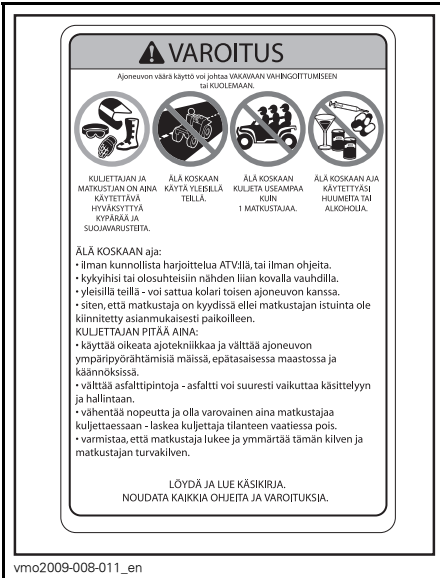 VAROITUS
Ajoneuvon väärä käyttö voi johtaa VAKAVAAN VAHINGOITTUMISEEN
tai KUOLEMAAN.
KULJETTAJAN JA
MATKUSTJAN ON AINA
KÄYTETTÄVÄ
HYVÄKSYTTYÄ
KYPÄRÄÄ JA
SUOJAVARUSTEITA.
ÄLÄ KOSKAAN
KÄYTÄ YLEISILLÄ
TEILLÄ.
ÄLÄ KOSKAAN
KULJETA USEAMPAA
KUIN
1 MATKUSTAJAA.
ÄLÄ KOSKAAN AJA
KÄYTETTYÄSI
HUUMEITA TAI
ALKOHOLIA.
ÄLÄ KOSKAAN aja:
• ilman kunnollista harjoittelua ATV:llä, tai ilman ohjeita.
• kykyihisi tai olosuhteisiin nähden liian kovalla vauhdilla.
• yleisillä teillä - voi sattua kolari toisen ajoneuvon kanssa.
• siten, että matkustaja on kyydissä ellei matkustajan istuinta ole
kiinnitetty asianmukaisesti paikoilleen.
KULJETTAJAN PITÄÄ AINA:
• käyttää oikeata ajotekniikkaa ja välttää ajoneuvon
ympäripyörähtämisiä mäissä, epätasaisessa maastossa ja
käännöksissä.
• välttää asfalttipintoja - asfaltti voi suuresti vaikuttaa käsittelyyn
ja hallintaan.
• vähentää nopeutta ja olla varovainen aina matkustajaa
kuljettaessaan - laskea kuljettaja tilanteen vaatiessa pois.
• varmistaa, että matkustaja lukee ja ymmärtää tämän kilven ja
matkustajan turvakilven.
LÖYDÄ JA LUE KÄSIKIRJA.
NOUDATA KAIKKIA OHJEITA JA VAROITUKSIA.
vmo2009-008-011_en